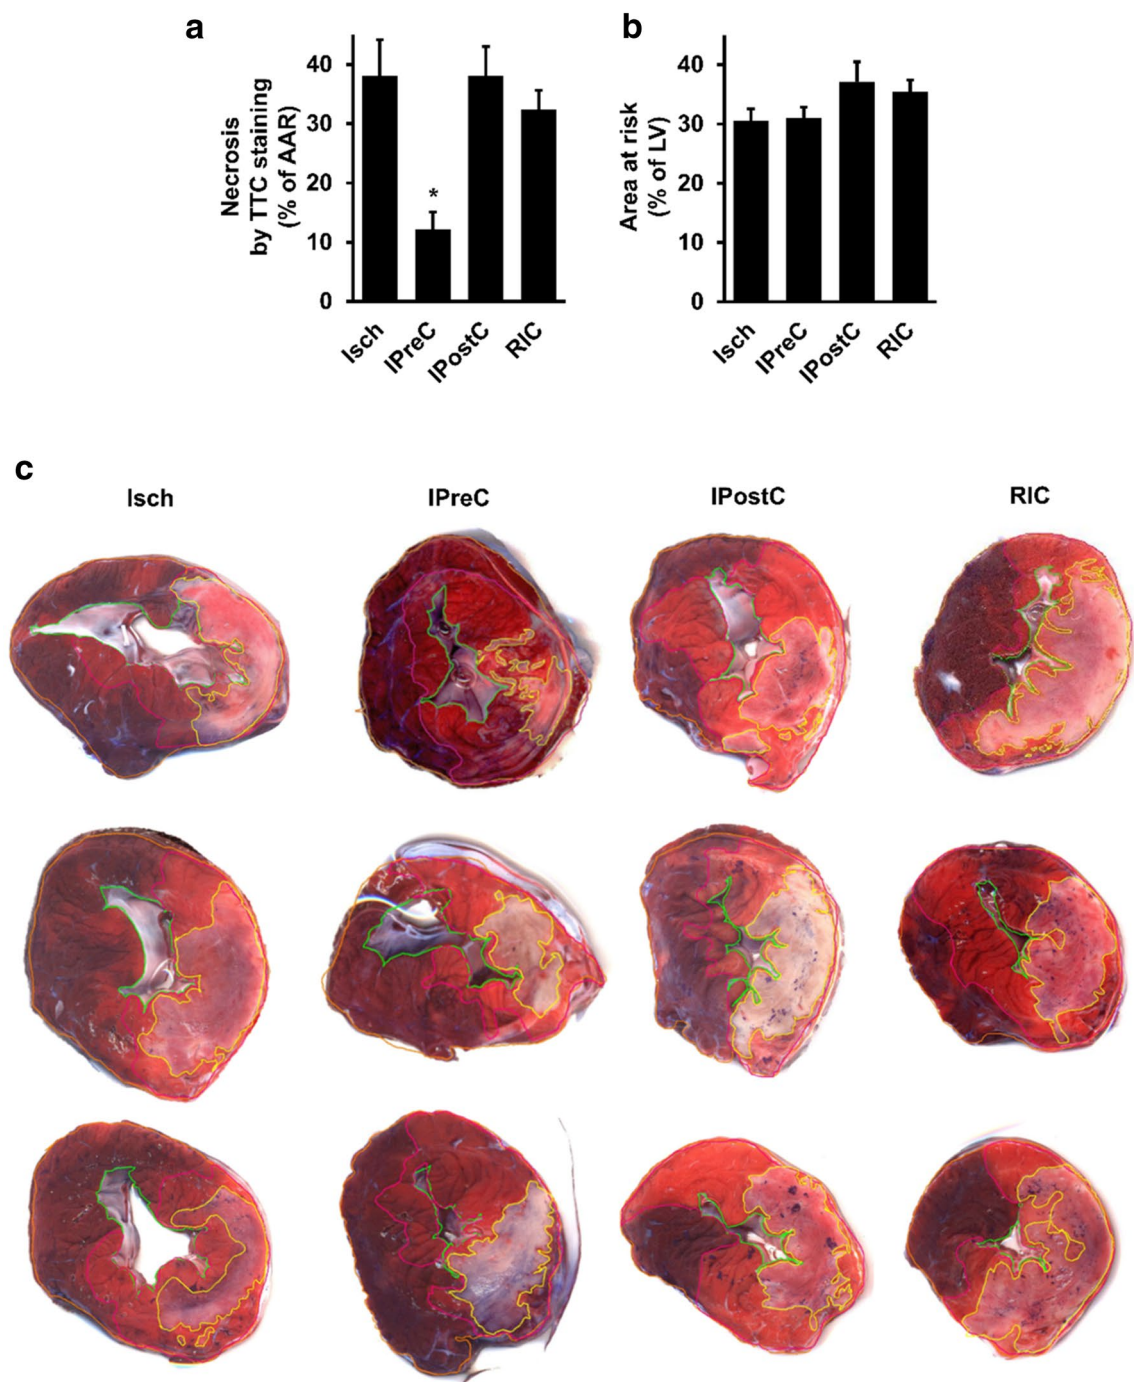 a
Necrosis
by TTC staining
(% of AAR)
40
30
20
10
0
*
Isch
IPreC
IPostC
RIC
b
Area at risk
(% of LV)
40
30
20
10
0
Isch
IPreC
IPostC
RIC
c
Isch IPreC IPostC RIC